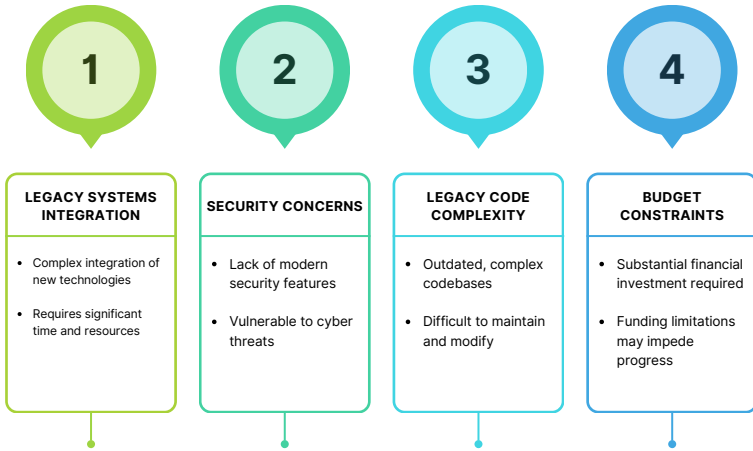 1
2
3
4
LEGACY SYSTEMS
INTEGRATION
• Complex integration of
new technologies
• Requires significant
time and resources
SECURITY CONCERNS
• Lack of modern
security features
• Vulnerable to cyber
threats
LEGACY CODE
COMPLEXITY
• Outdated, complex
codebases
• Difficult to maintain
and modify
BUDGET
CONSTRAINTS
• Substantial financial
investment required
• Funding limitations
may impede
progress